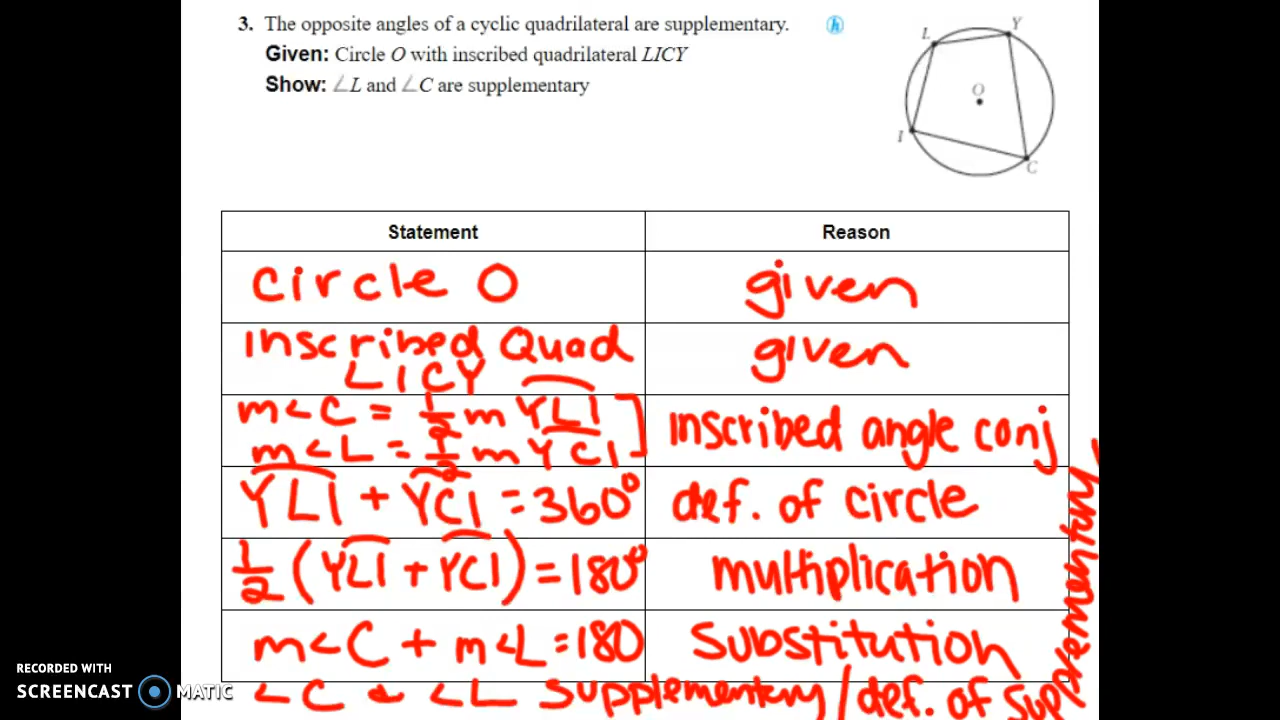 3. The opposite angles of a cyclic quadrilateral are supplementary. h
Given: Circle O with inscribed quadrilateral LICY
Show: ∠L and ∠C are supplementary
L
Y
O
I
C
Statement Reason
circle O given
Inscribed Quad given
LICY
m<C = 1/2 m YLI Inscribed angle conj
m<L = 1/2 m YCI
YLI + YCI = 360° def. of circle
1/2 (YLI + YCI) = 180° multiplication
m<C + m<L = 180 Substitution
<C & <L Supplementary / def. of supplementary
RECORDED WITH
SCREENCAST MATIC